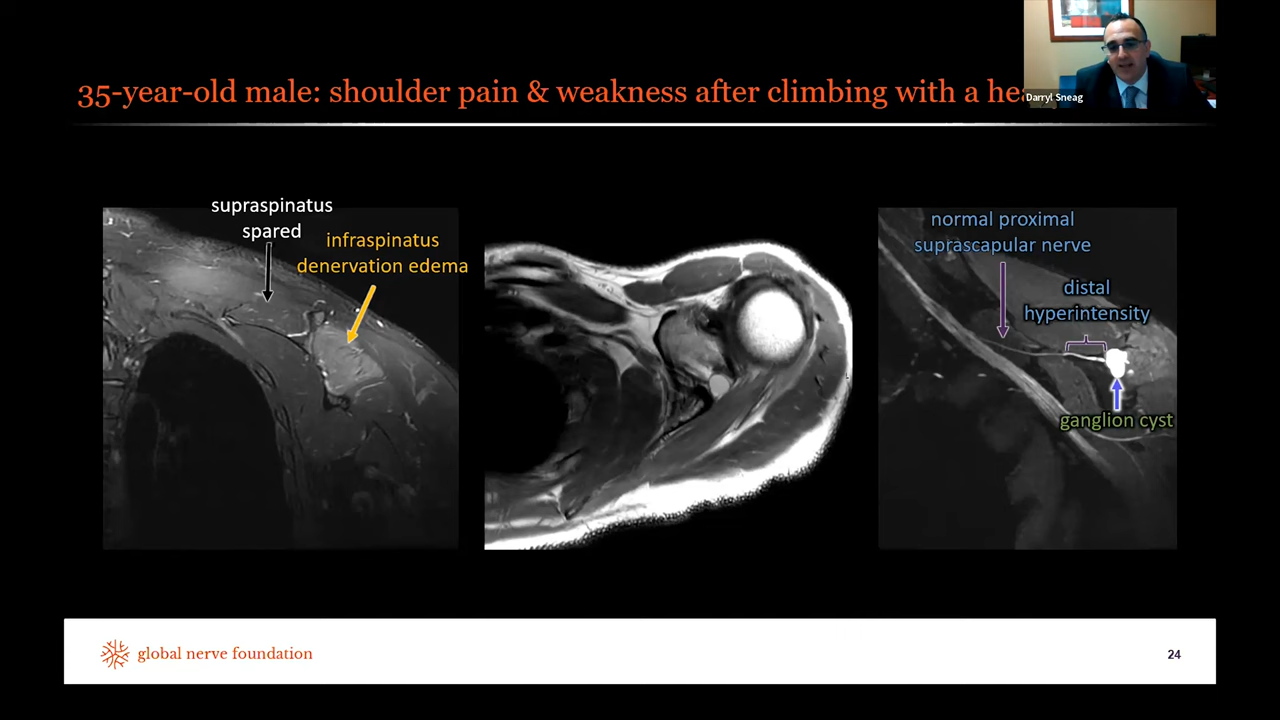 35-year-old male: shoulder pain & weakness after climbing with a
Darryl Sneag
supraspinatus
spared
infraspinatus
denervation edema
normal proximal
suprascapular nerve
distal
hyperintensity
ganglion cyst
global nerve foundation
24